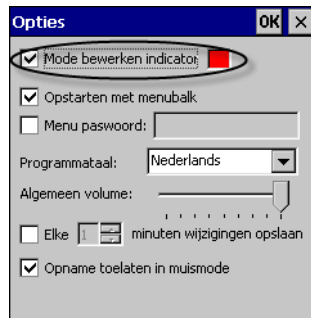 Opties OK
Mode bewerken indicator
Opstarten met menubalk
Menu paswoord:
Programmataal: Nederlands
Algemeen volume:
Elke 1 minuten wijzigingen opslaan
Opname toelaten in muismode